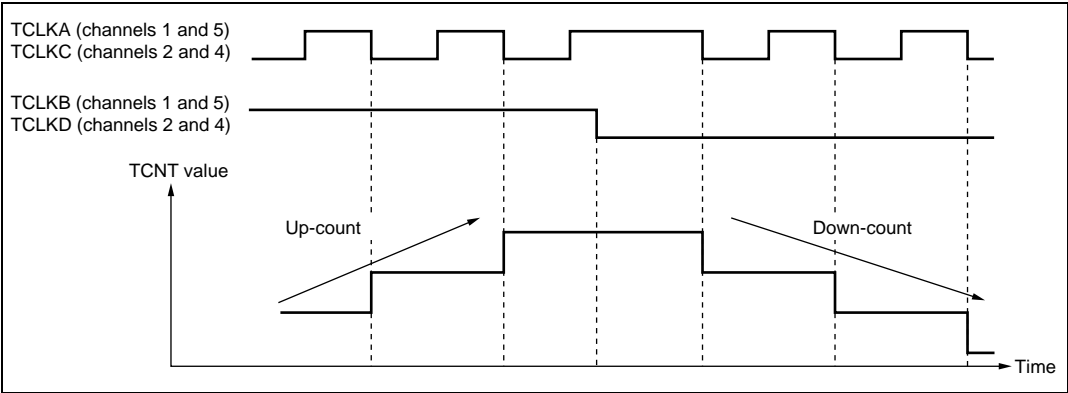 TCLKA (channels 1 and 5)
TCLKC (channels 2 and 4)
TCLKB (channels 1 and 5)
TCLKD (channels 2 and 4)
TCNT value
Up-count
Down-count
Time